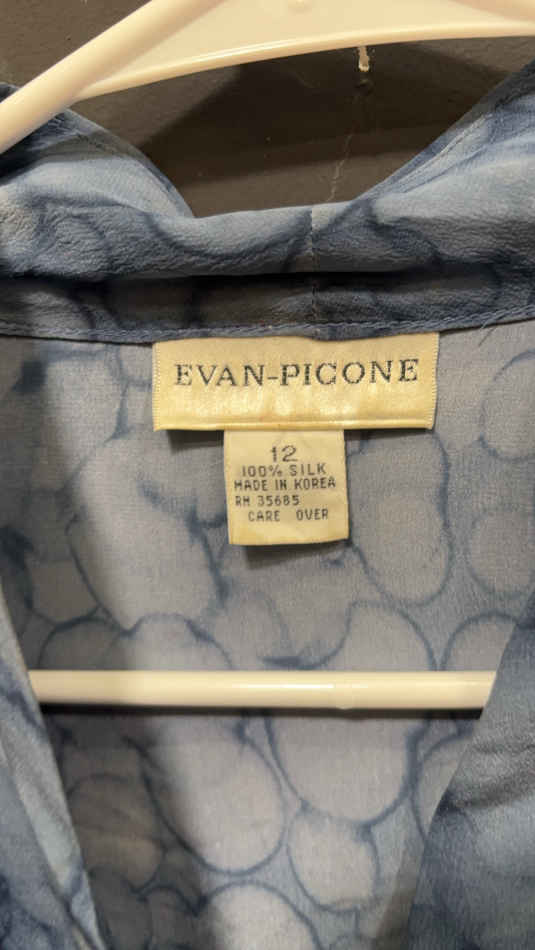 EVAN-PICONE
12
100% SILK
MADE IN KOREA
RN 35685
CARE OVER